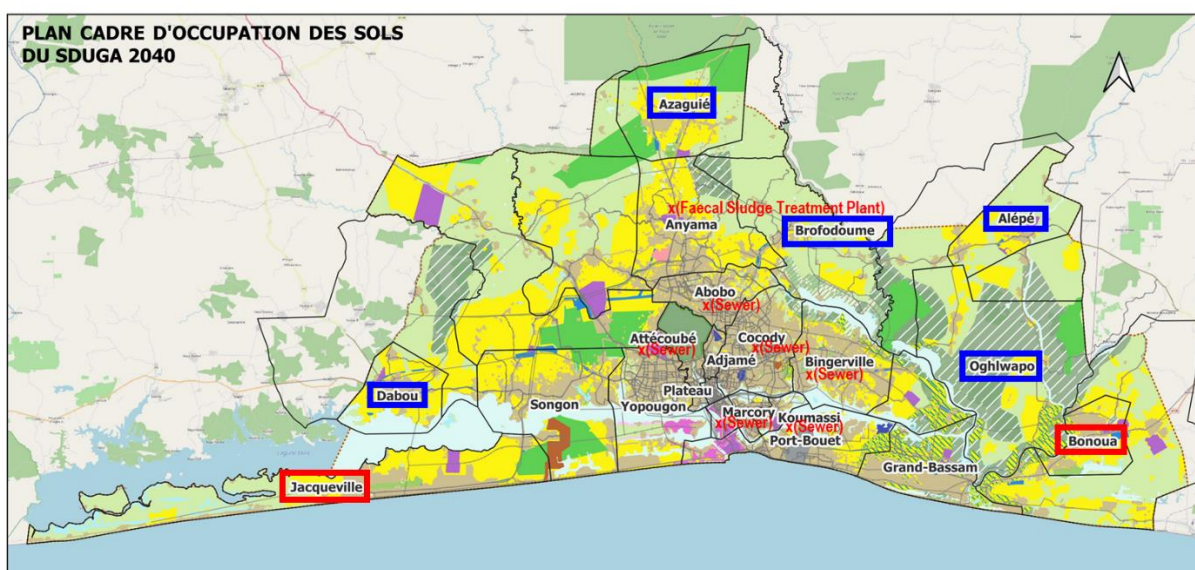 PLAN CADRE D'OCCUPATION DES SOLS
DU SDUGA 2040
Azaguié
x(Faecal Sludge Treatment Plant)
Anyama
Brofodoume
Alépé
Abobo
x(Sewer)
Attécoubé
x(Sewer)
Cocody
x(Sewer)
Adjamé
Bingerville
x(Sewer)
Oghlwapo
Dabou
Plateau
Songon
Yopougon
Marcory
x(Sewer)
Koumassi
x(Sewer)
Port-Bouet
Bonoua
Grand-Bassam
Jacqueville